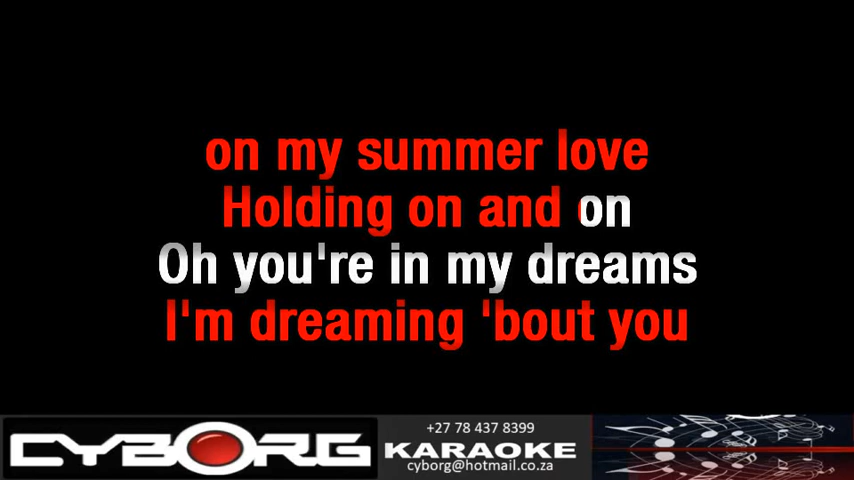 on my summer love
Holding on and on
Oh you're in my dreams
I'm dreaming 'bout you
CYBORG
+27 78 437 8399
KARAOKE
cyborg@hotmail.co.za